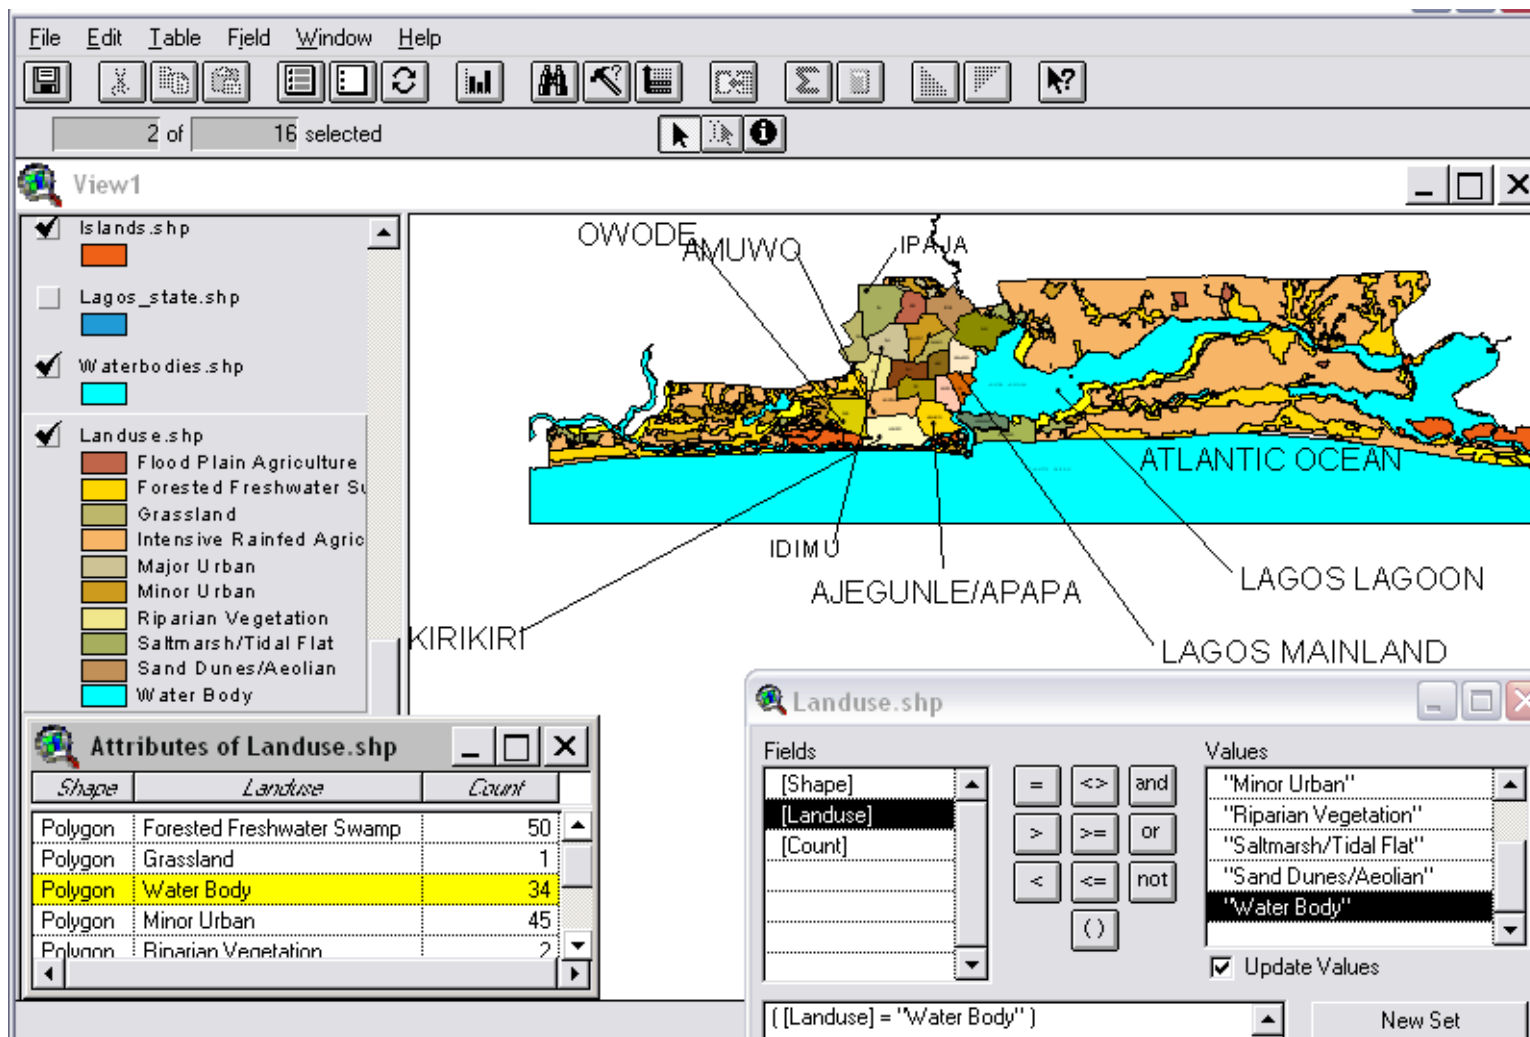 File Edit Table Field Window Help
2 of 16 selected
View1
Islands.shp
Lagos_state.shp
Waterbodies.shp
Landuse.shp
Flood Plain Agriculture
Forested Freshwater Su
Grassland
Intensive Rainfed Agric
Major Urban
Minor Urban
Riparian Vegetation
Saltmarsh/Tidal Flat
Sand Dunes/Aeolian
Water Body
OWODE
AMUWO
IPAJA
ATLANTIC OCEAN
IDIMU
AJEGUNLE/APAPA
LAGOS LAGOON
KIRIKIRI
LAGOS MAINLAND
Attributes of Landuse.shp
Shape Landuse Count
Polygon Forested Freshwater Swamp 50
Polygon Grassland 1
Polygon Water Body 34
Polygon Minor Urban 45
Polygon Riparian Vegetation 2
Landuse.shp
Fields
[Shape]
[Landuse]
[Count]
= <> and
> >= or
< <= not
()
Values
"Minor Urban"
"Riparian Vegetation"
"Saltmarsh/Tidal Flat"
"Sand Dunes/Aeolian"
"Water Body"
Update Values
( [Landuse] = "Water Body" )
New Set